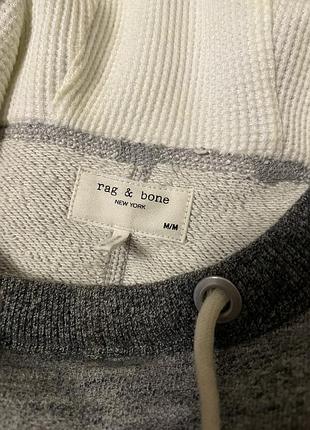 rag & bone
NEW YORK
M/M